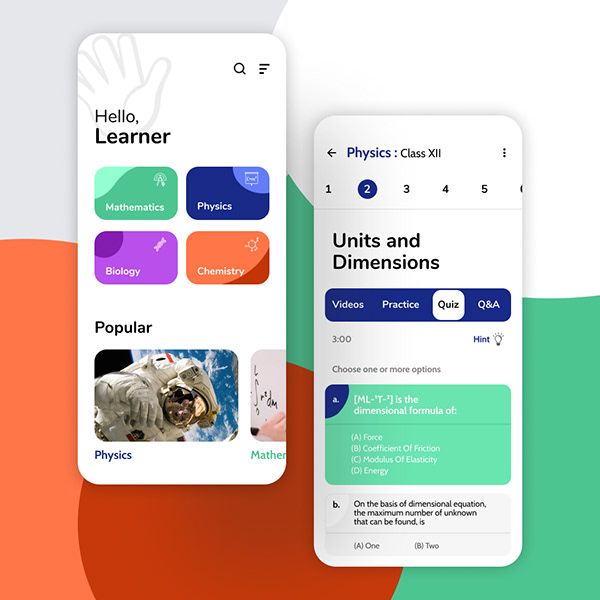 Hello,
Learner
Mathematics
Physics
Biology
Chemistry
Popular
Physics
Mather
Physics : Class XII
1 2 3 4 5
Units and
Dimensions
Videos Practice Quiz Q&A
3:00 Hint
Choose one or more options
a. [ML-¹T-²] is the
dimensional formula of:
(A) Force
(B) Coefficient Of Friction
(C) Modulus Of Elasticity
(D) Energy
b. On the basis of dimensional equation,
the maximum number of unknown
that can be found, is
(A) One (B) Two